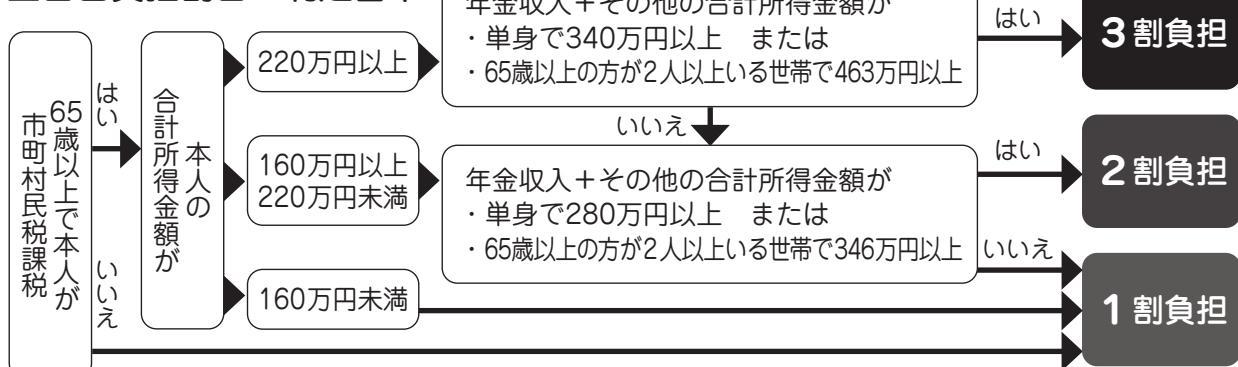 年金収入+その他の合計所得金額が
・単身で340万円以上 または
・65歳以上の方が2人以上いる世帯で463万円以上
はい
3割負担
65歳以上で本人が
市町村民税課税
はい
いいえ
本人の
合計所得金額が
220万円以上
いいえ
160万円以上
220万円未満
年金収入+その他の合計所得金額が
・単身で280万円以上 または
・65歳以上の方が2人以上いる世帯で346万円以上
はい
2割負担
いいえ
160万円未満
1割負担